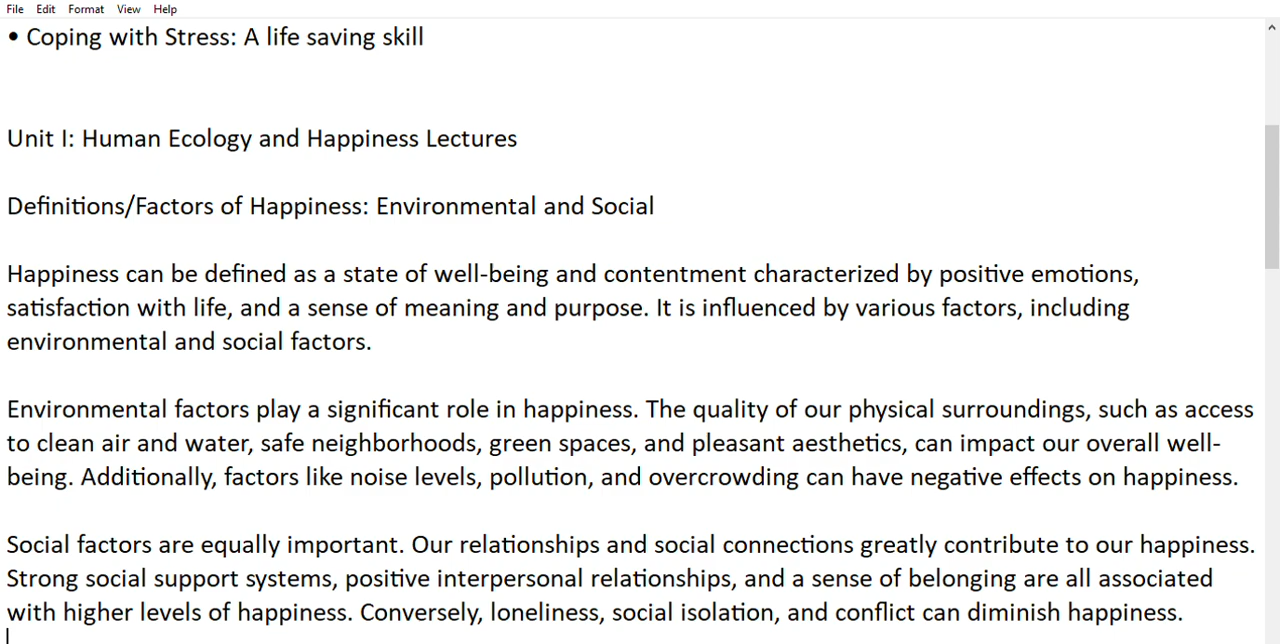 File Edit Format View Help
• Coping with Stress: A life saving skill
Unit I: Human Ecology and Happiness Lectures
Definitions/Factors of Happiness: Environmental and Social
Happiness can be defined as a state of well-being and contentment characterized by positive emotions,
satisfaction with life, and a sense of meaning and purpose. It is influenced by various factors, including
environmental and social factors.
Environmental factors play a significant role in happiness. The quality of our physical surroundings, such as access
to clean air and water, safe neighborhoods, green spaces, and pleasant aesthetics, can impact our overall well-
being. Additionally, factors like noise levels, pollution, and overcrowding can have negative effects on happiness.
Social factors are equally important. Our relationships and social connections greatly contribute to our happiness.
Strong social support systems, positive interpersonal relationships, and a sense of belonging are all associated
with higher levels of happiness. Conversely, loneliness, social isolation, and conflict can diminish happiness.